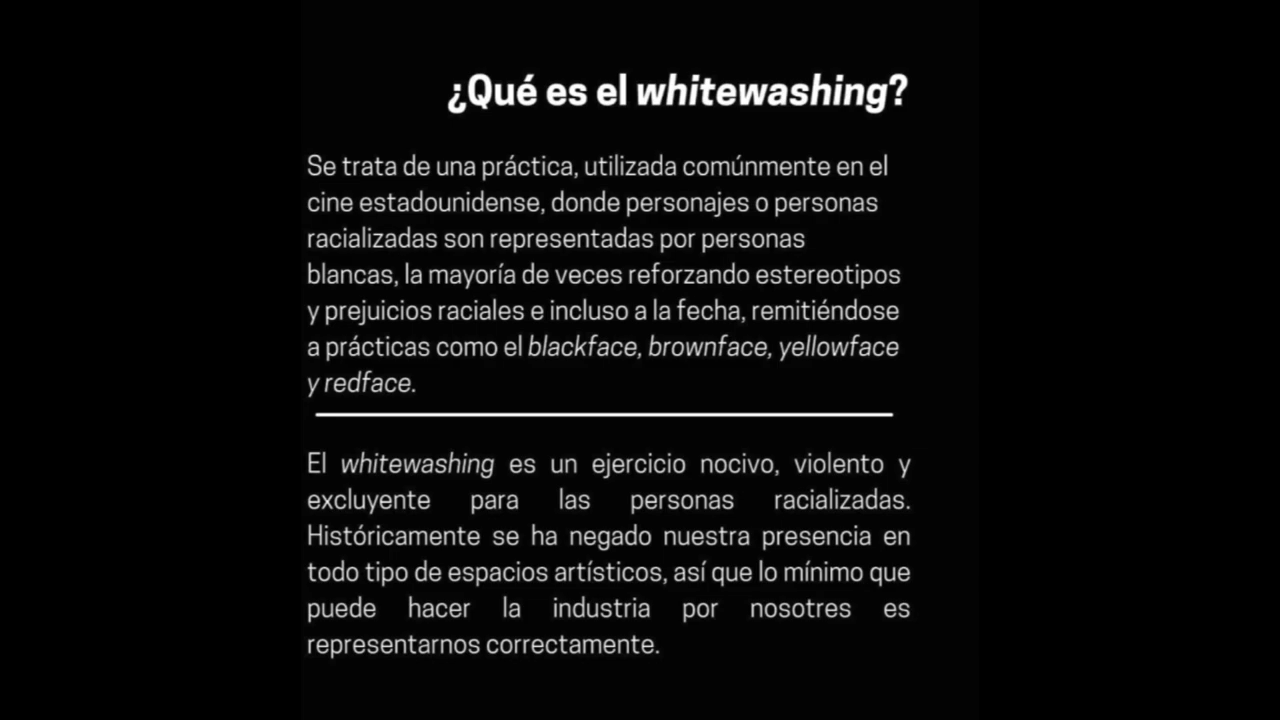 ¿Qué es el whitewashing?
Se trata de una práctica, utilizada comúnmente en el
cine estadounidense, donde personajes o personas
racializadas son representadas por personas
blancas, la mayoría de veces reforzando estereotipos
y prejuicios raciales e incluso a la fecha, remitiéndose
a prácticas como el blackface, brownface, yellowface
y redface.
El whitewashing es un ejercicio nocivo, violento y
excluyente para las personas racializadas.
Históricamente se ha negado nuestra presencia en
todo tipo de espacios artísticos, así que lo mínimo que
puede hacer la industria por nosotres es
representarnos correctamente.